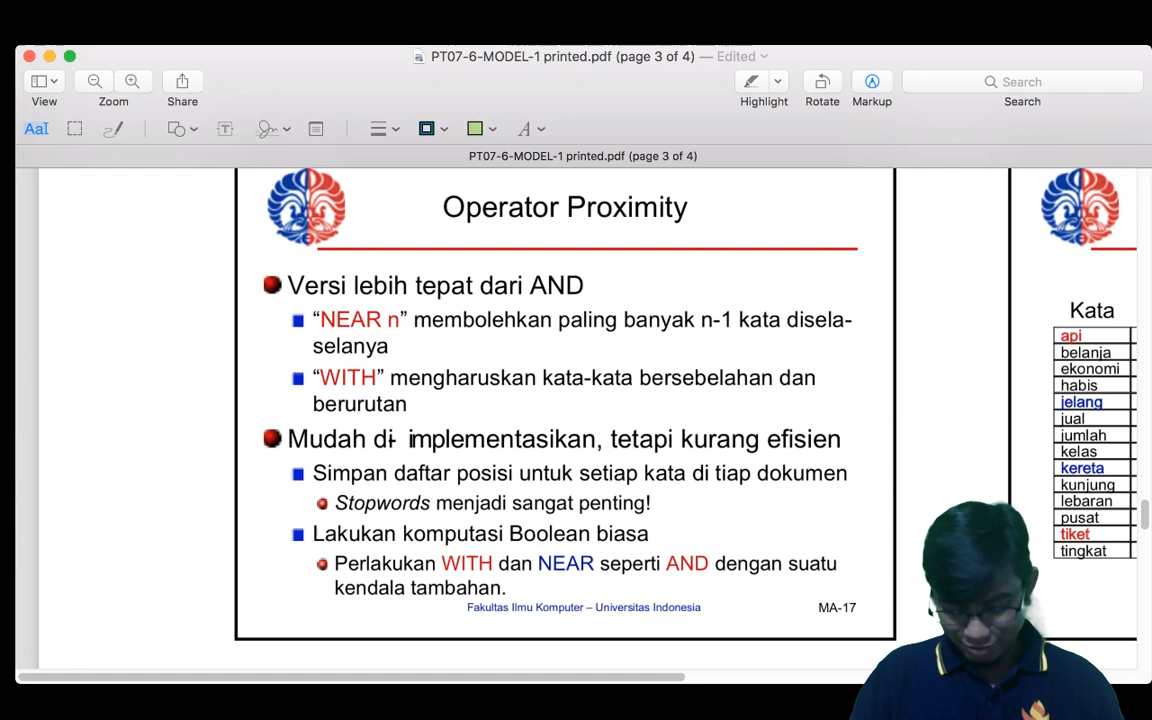 PT07-6-MODEL-1 printed.pdf (page 3 of 4) — Edited
Search
View
Zoom
Share
Highlight
Rotate
Markup
Search
AaI
T
A
PT07-6-MODEL-1 printed.pdf (page 3 of 4)
Operator Proximity
Versi lebih tepat dari AND
“NEAR n” membolehkan paling banyak n-1 kata disela-
selanya
“WITH” mengharuskan kata-kata bersebelahan dan
berurutan
Mudah di- implementasikan, tetapi kurang efisien
Simpan daftar posisi untuk setiap kata di tiap dokumen
Stopwords menjadi sangat penting!
Lakukan komputasi Boolean biasa
Perlakukan WITH dan NEAR seperti AND dengan suatu
kendala tambahan.
Fakultas Ilmu Komputer – Universitas Indonesia
MA-17
Kata
api
belanja
ekonomi
habis
jelang
jual
jumlah
kelas
kereta
kunjung
lebaran
pusat
tiket
tingkat